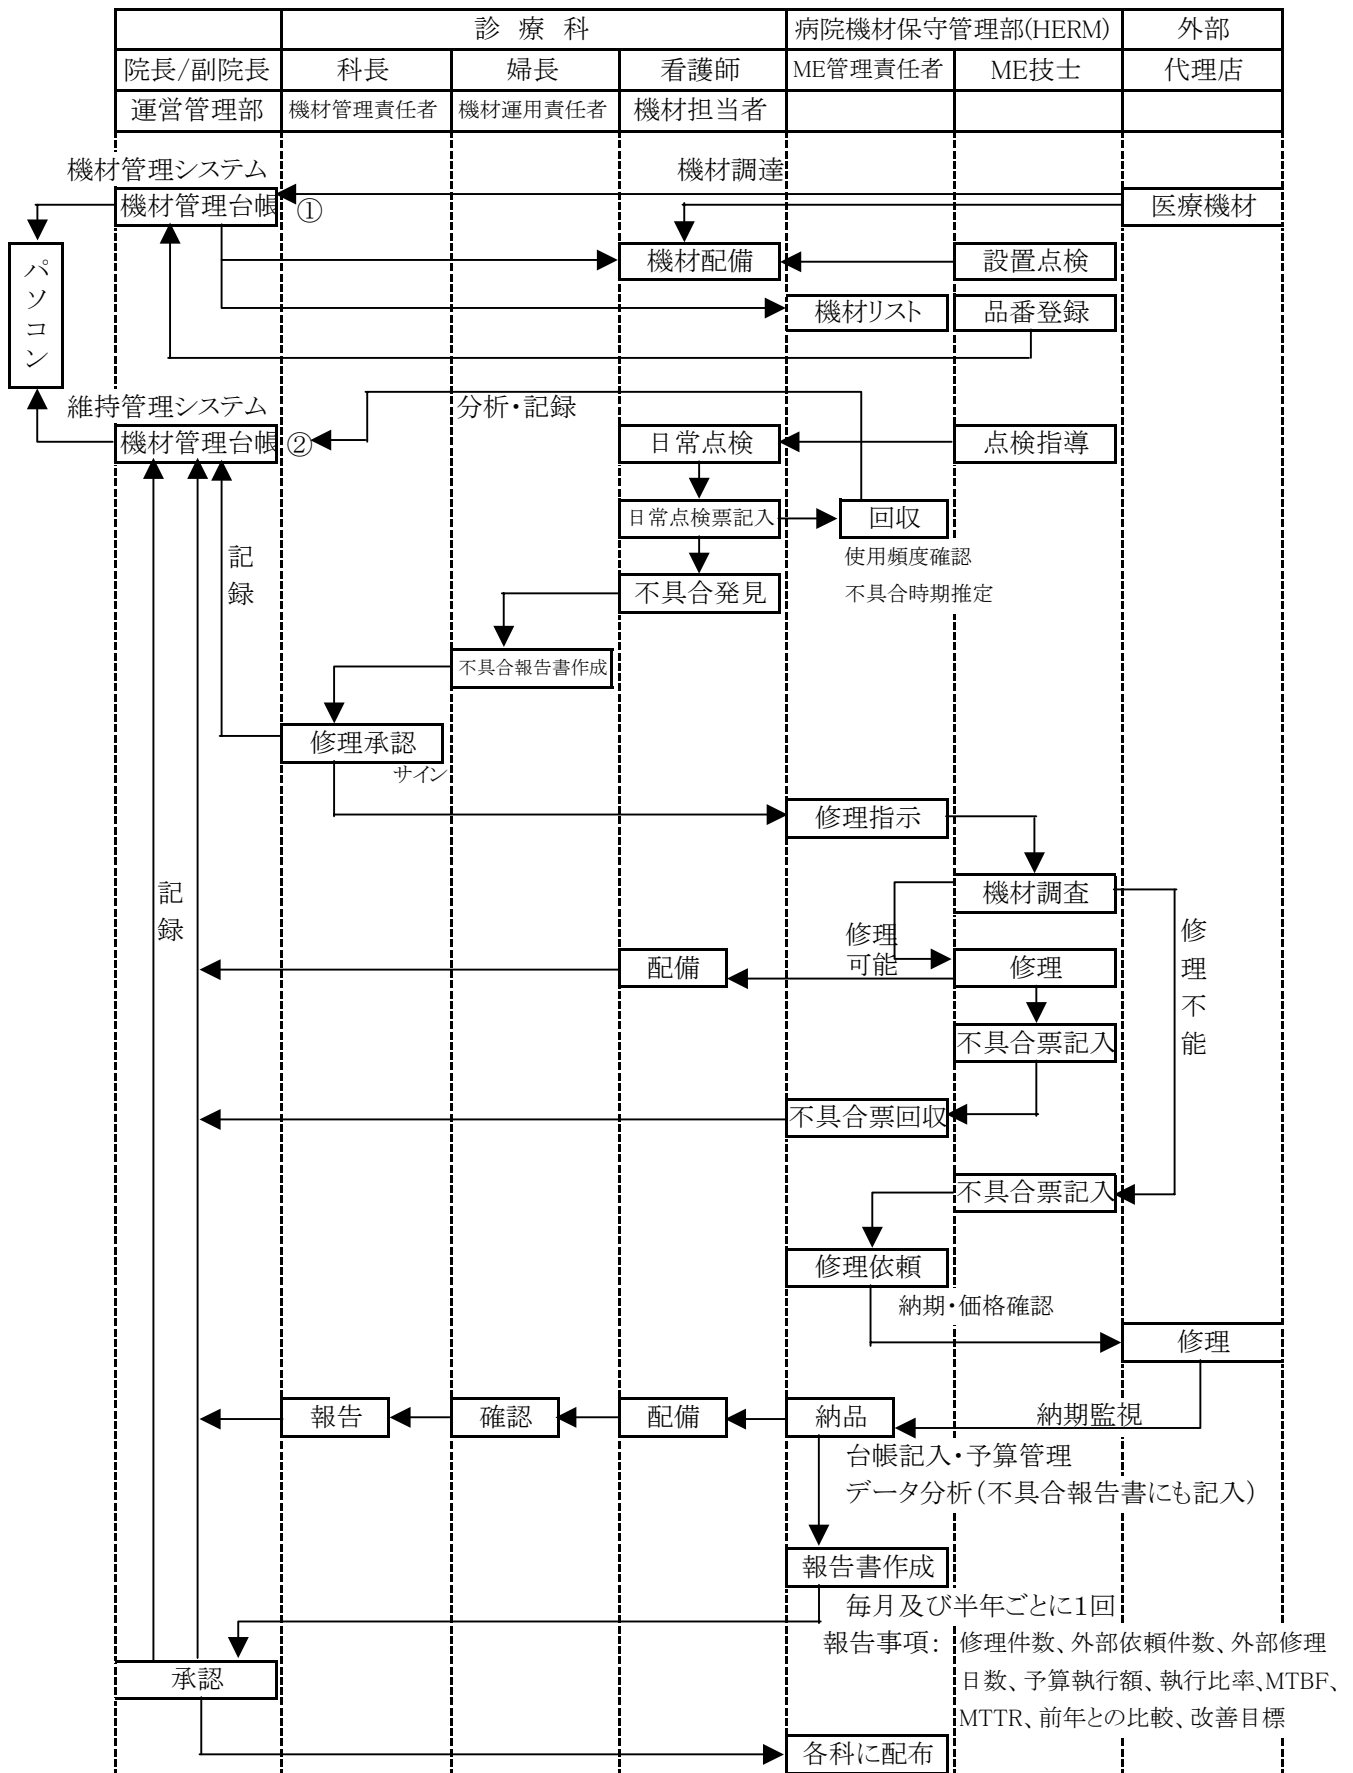 診 療 科
病院機材保守管理部(HERM)
外部
院長/副院長
科長
婦長
看護師
ME管理責任者
ME技士
代理店
運営管理部
機材管理責任者
機材運用責任者
機材担当者
機材管理システム
機材調達
機材管理台帳
①
医療機材
パソコン
機材配備
設置点検
機材リスト
品番登録
維持管理システム
分析・記録
機材管理台帳
②
日常点検
点検指導
日常点検票記入
回収
記録
使用頻度確認
不具合発見
不具合時期推定
不具合報告書作成
修理承認
サイン
修理指示
記録
機材調査
修理
可能
修理不能
配備
修理
不具合票記入
不具合票回収
不具合票記入
修理依頼
納期・価格確認
修理
報告
確認
配備
納品
納期監視
台帳記入・予算管理
データ分析(不具合報告書にも記入)
報告書作成
毎月及び半年ごとに1回
報告事項: 修理件数、外部依頼件数、外部修理
日数、予算執行額、執行比率、MTBF、
MTTR、前年との比較、改善目標
承認
各科に配布